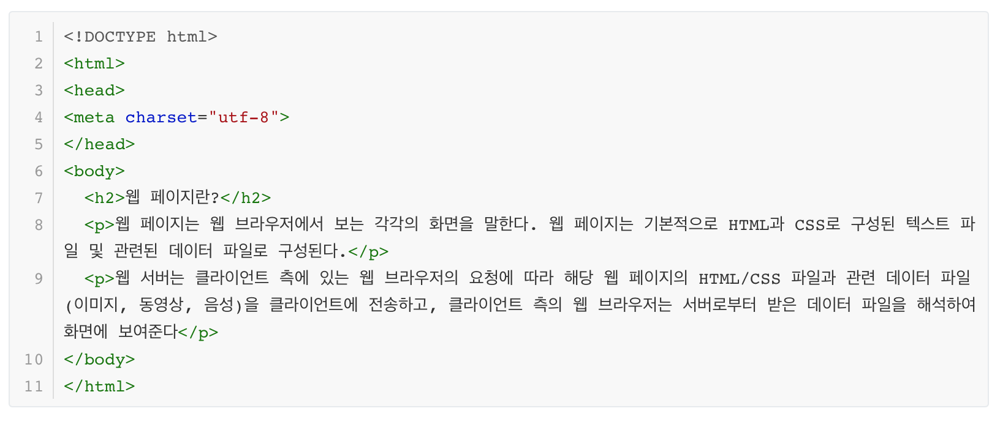 1 <!DOCTYPE html>
2 <html>
3 <head>
4 <meta charset="utf-8">
5 </head>
6 <body>
7   <h2>웹 페이지란?</h2>
8   <p>웹 페이지는 웹 브라우저에서 보는 각각의 화면을 말한다. 웹 페이지는 기본적으로 HTML과 CSS로 구성된 텍스트 파
일 및 관련된 데이터 파일로 구성된다.</p>
9   <p>웹 서버는 클라이언트 측에 있는 웹 브라우저의 요청에 따라 해당 웹 페이지의 HTML/CSS 파일과 관련 데이터 파일
(이미지, 동영상, 음성)을 클라이언트에 전송하고, 클라이언트 측의 웹 브라우저는 서버로부터 받은 데이터 파일을 해석하여
화면에 보여준다</p>
10 </body>
11 </html>